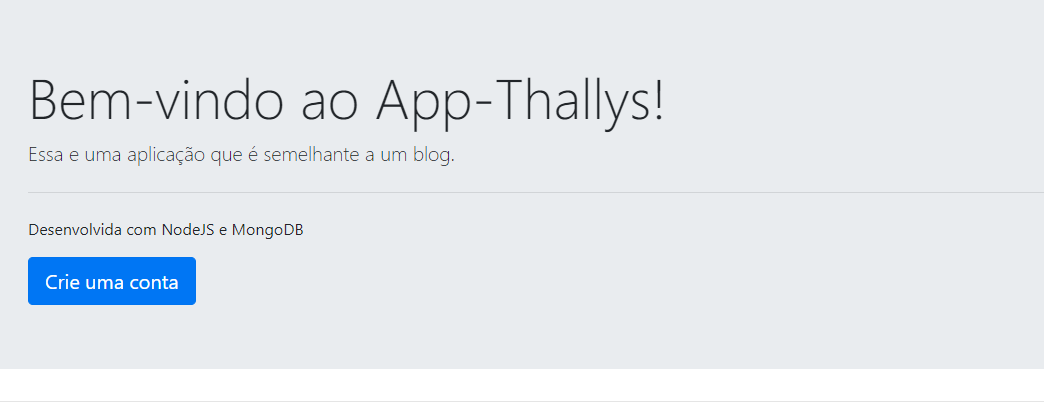 Bem-vindo ao App-Thallys!
Essa e uma aplicação que é semelhante a um blog.
Desenvolvida com NodeJS e MongoDB
Crie uma conta